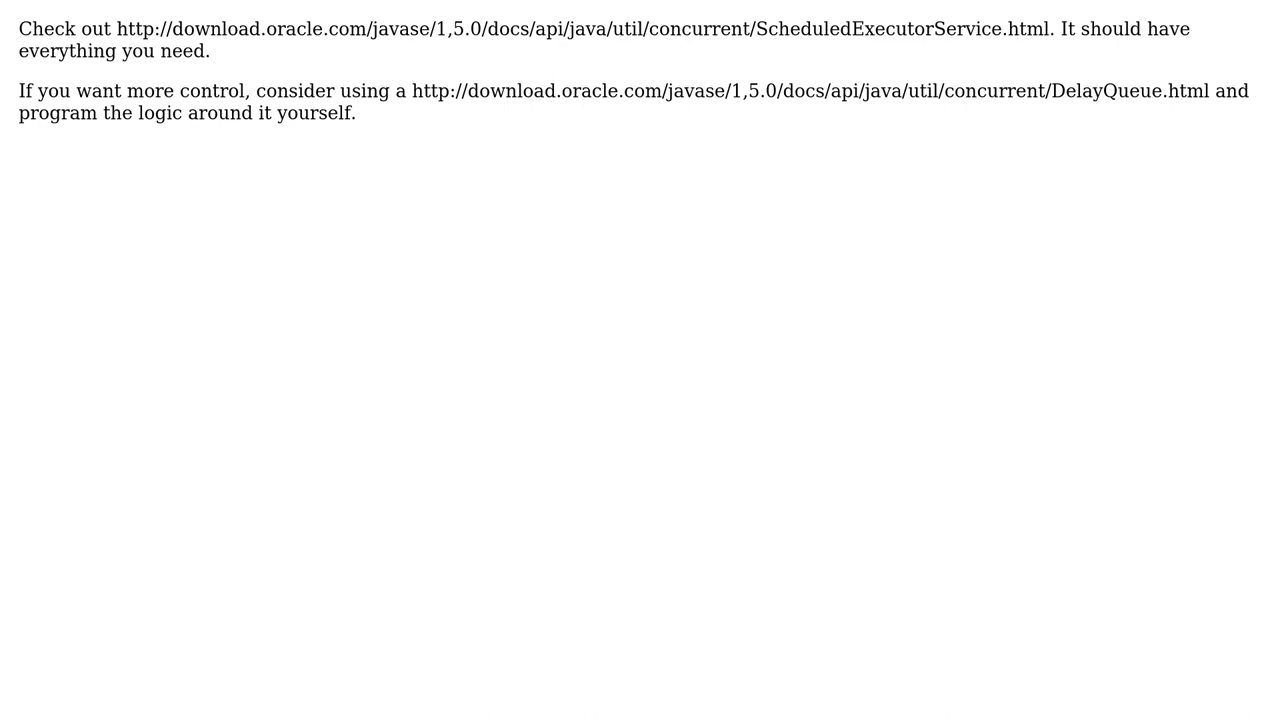 Check out http://download.oracle.com/javase/1,5.0/docs/api/java/util/concurrent/ScheduledExecutorService.html. It should have
everything you need.
If you want more control, consider using a http://download.oracle.com/javase/1,5.0/docs/api/java/util/concurrent/DelayQueue.html and
program the logic around it yourself.